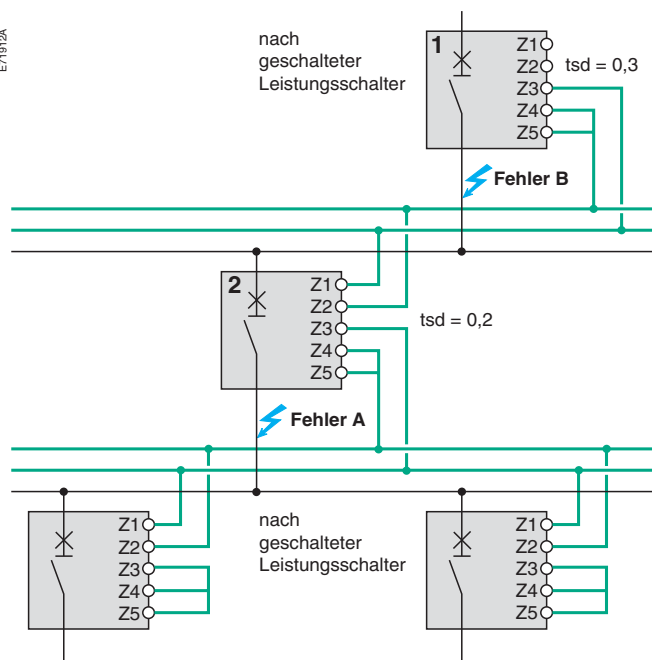 E71912A
nach
geschalteter
Leistungsschalter
1
Z1
Z2
Z3
Z4
Z5
tsd = 0,3
Fehler B
2
Z1
Z2
Z3
Z4
Z5
tsd = 0,2
Fehler A
Z1
Z2
Z3
Z4
Z5
nach
geschalteter
Leistungsschalter
Z1
Z2
Z3
Z4
Z5